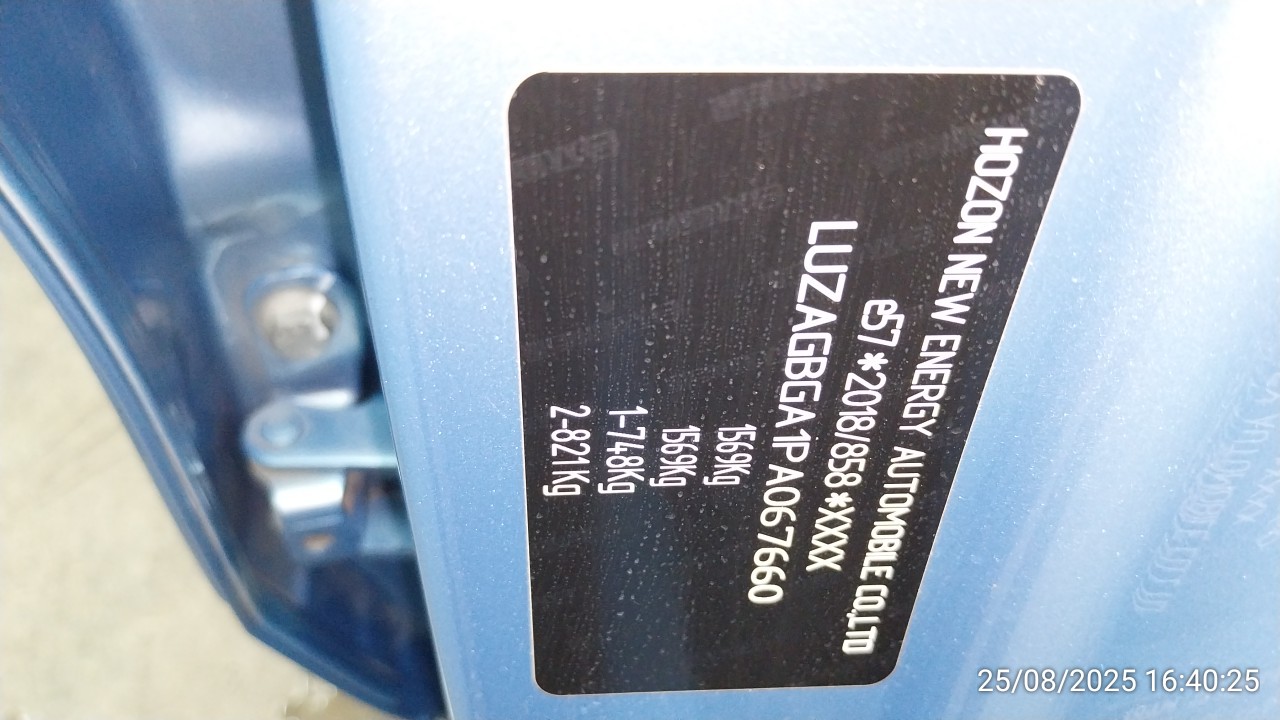 HOZON NEW ENERGY AUTOMOBILE CO.,LTD
e57*2018/858*XXXX
LUZAGBGA1PA067660
1569Kg
1569Kg
1-748Kg
2-821Kg
25/08/2025 16:40:25